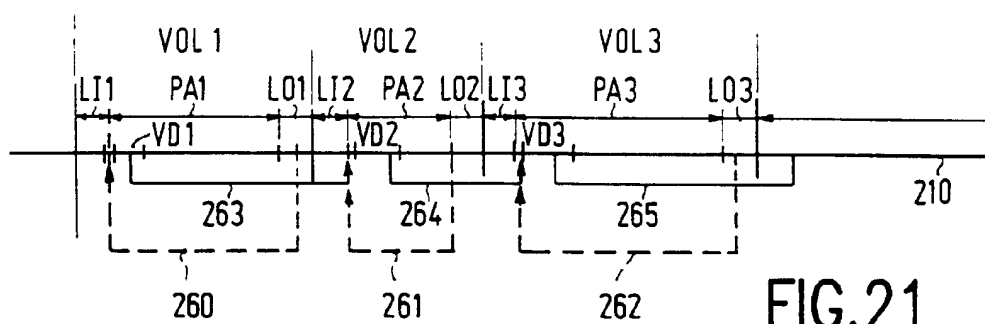 VOL 1 VOL 2 VOL 3
LI1 PA1 LO1 LI2 PA2 LO2 LI3 PA3 LO3
VD1 VD2 VD3
263 264 265 210
260 261 262
FIG.21